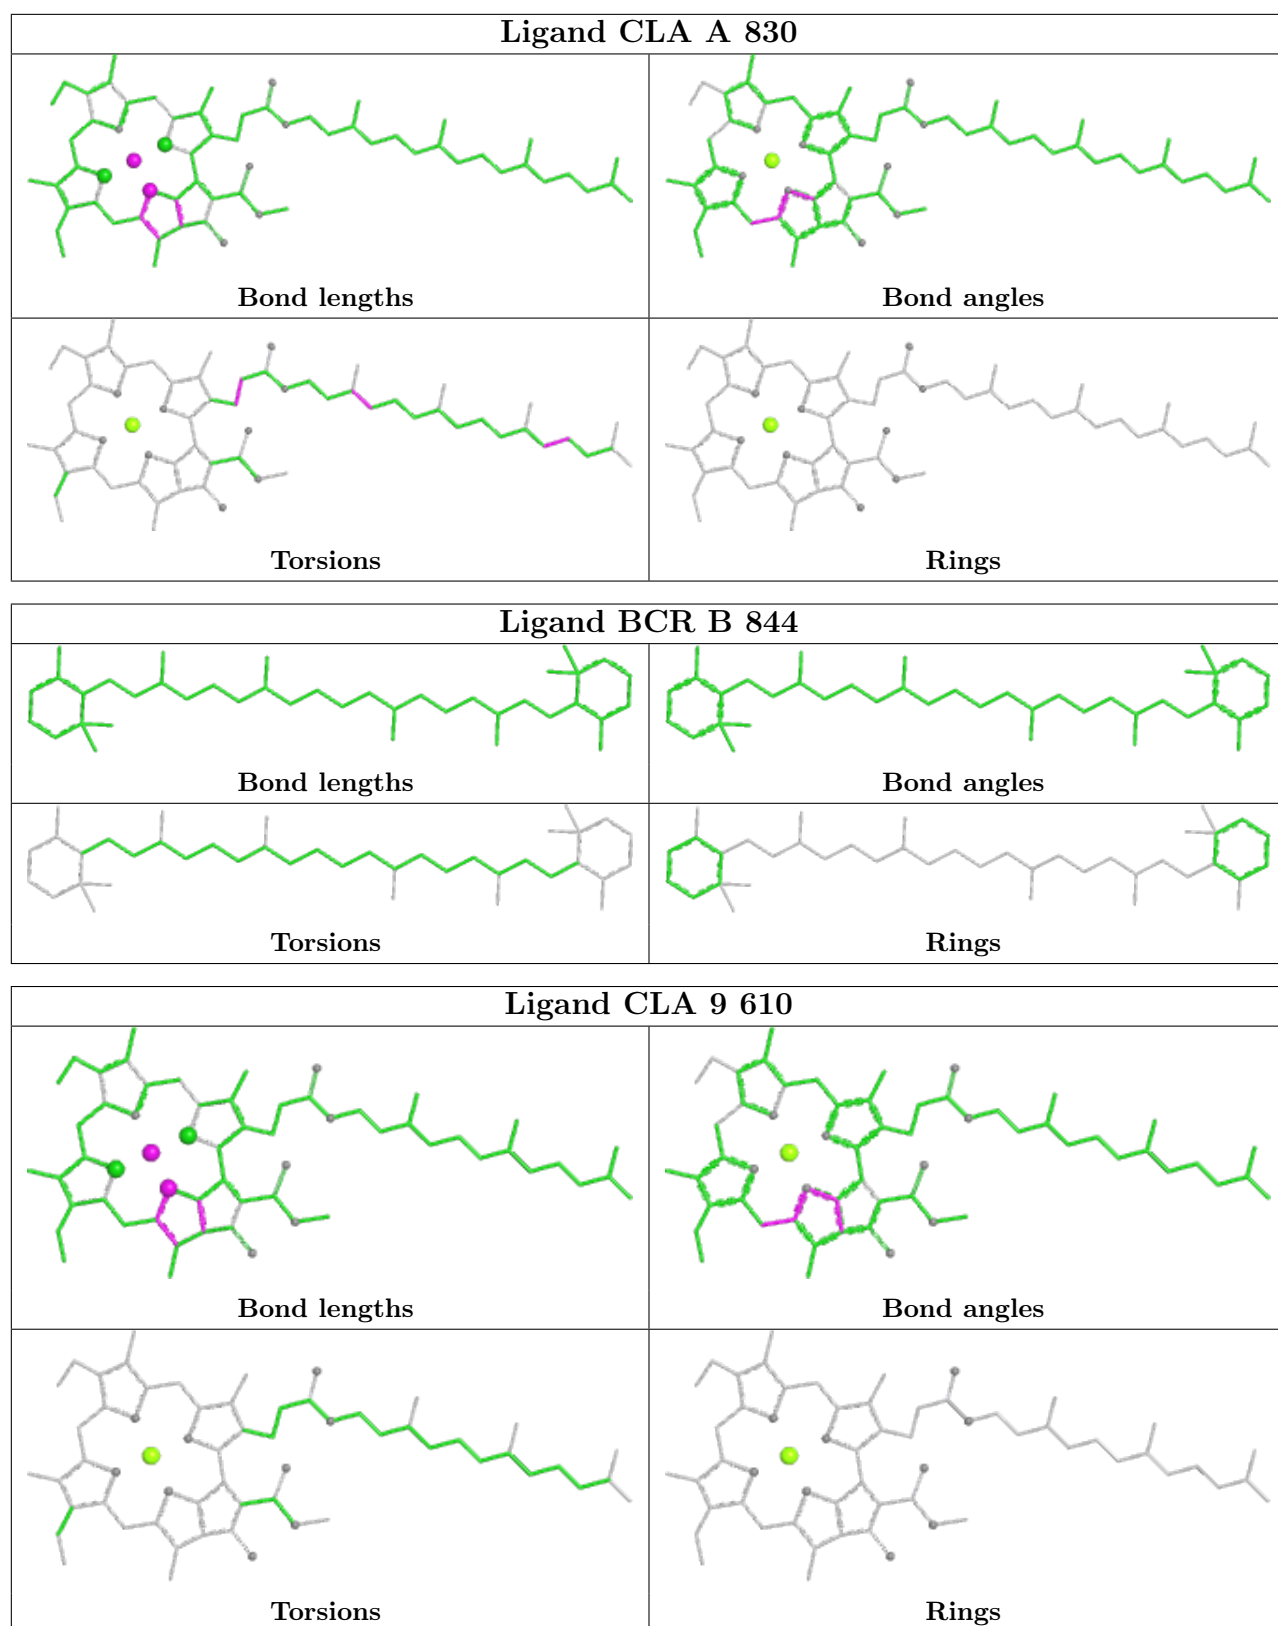 Ligand CLA A 830
Bond lengths
Bond angles
Torsions
Rings
Ligand BCR B 844
Bond lengths
Bond angles
Torsions
Rings
Ligand CLA 9 610
Bond lengths
Bond angles
Torsions
Rings